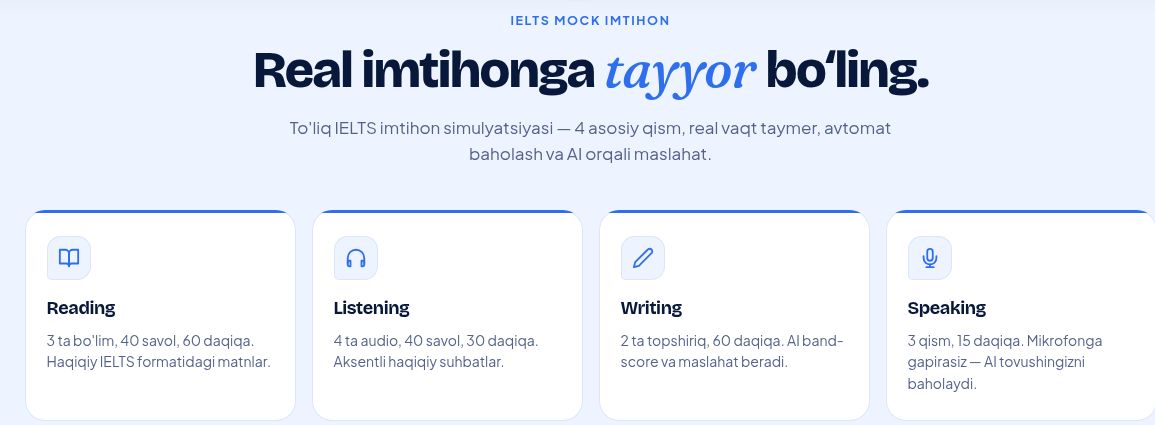 IELTS MOCK IMTIHON
Real imtihonga tayyor bo‘ling.
To'liq IELTS imtihon simulyatsiyasi — 4 asosiy qism, real vaqt taymer, avtomat
baholash va AI orqali maslahat.
Reading
3 ta bo'lim, 40 savol, 60 daqiqa.
Haqiqiy IELTS formatidagi matnlar.
Listening
4 ta audio, 40 savol, 30 daqiqa.
Aksentli haqiqiy suhbatlar.
Writing
2 ta topshiriq, 60 daqiqa. AI band-
score va maslahat beradi.
Speaking
3 qism, 15 daqiqa. Mikrofonga
gapirasiz — AI tovushingizni
baholaydi.